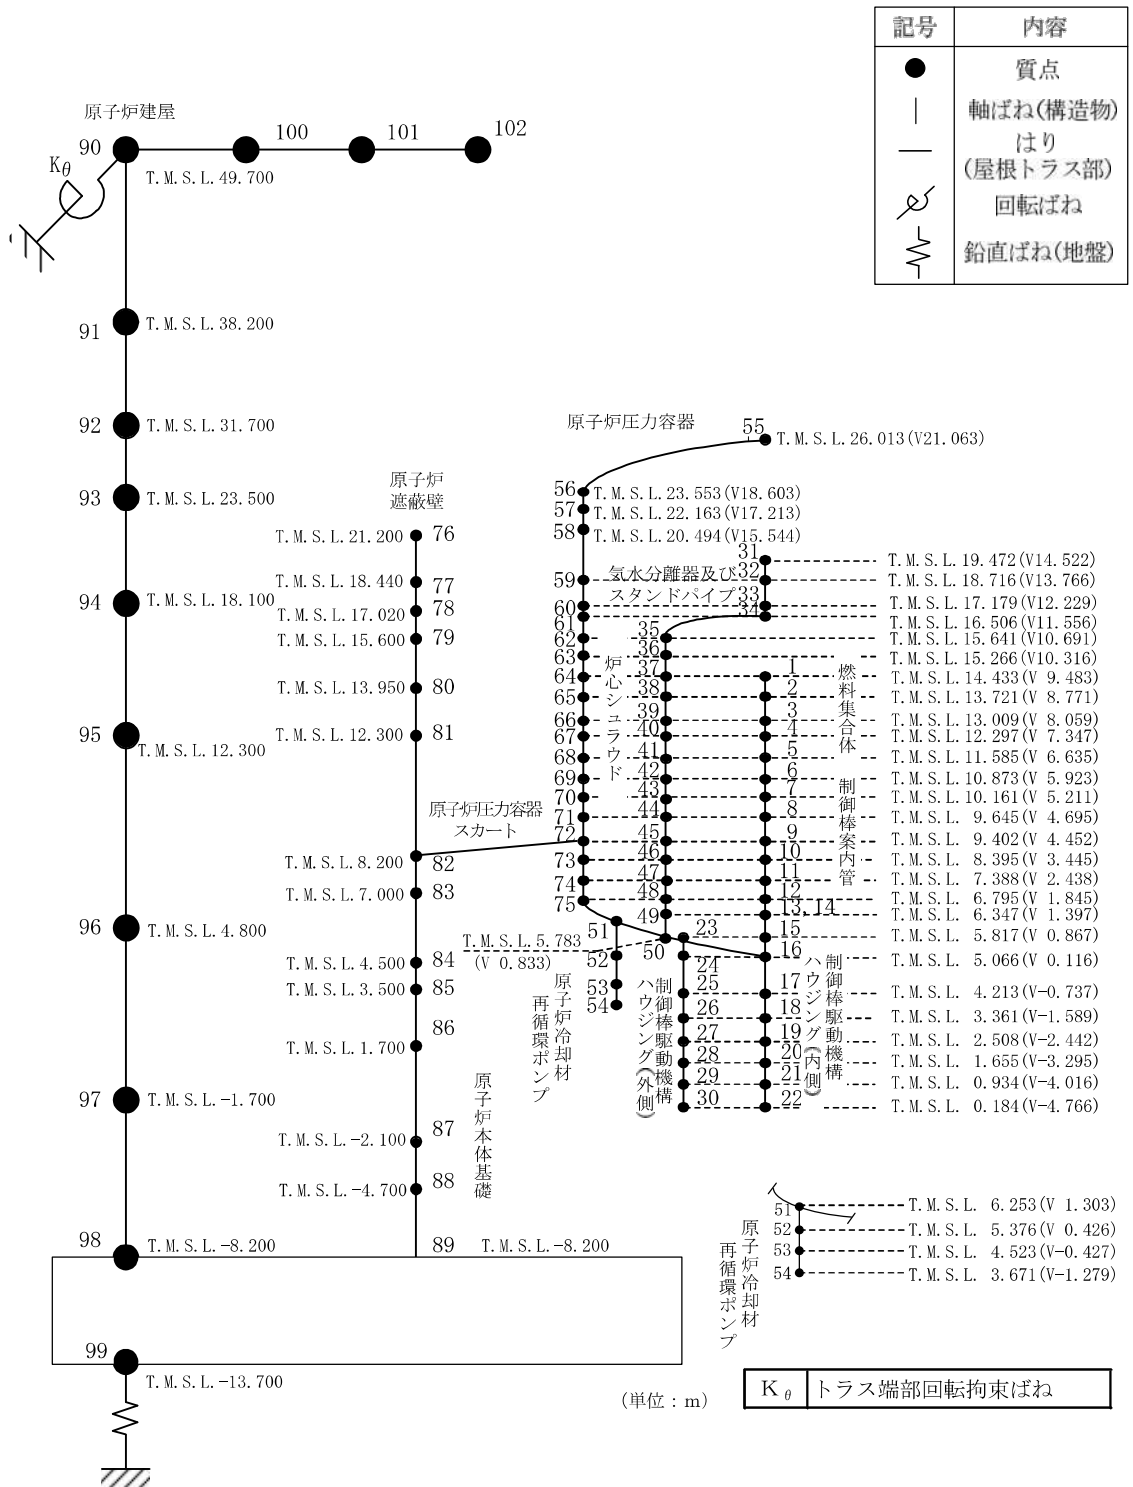 記号 内容
質点
軸ばね(構造物)
はり
(屋根トラス部)
回転ばね
鉛直ばね(地盤)
原子炉建屋
90
100
101
102
Kθ
T.M.S.L.49.700
91
T.M.S.L.38.200
92
T.M.S.L.31.700
93
T.M.S.L.23.500
94
T.M.S.L.18.100
95
T.M.S.L.12.300
96
T.M.S.L.4.800
97
T.M.S.L.-1.700
98
T.M.S.L.-8.200
99
T.M.S.L.-13.700
原子炉
遮蔽壁
T.M.S.L.21.200 76
T.M.S.L.18.440 77
T.M.S.L.17.020 78
T.M.S.L.15.600 79
T.M.S.L.13.950 80
T.M.S.L.12.300 81
原子炉圧力容器
スカート
T.M.S.L.8.200 82
T.M.S.L.7.000 83
T.M.S.L.4.500 84
T.M.S.L.3.500 85
86
T.M.S.L.1.700
87
T.M.S.L.-2.100
88
T.M.S.L.-4.700
89 T.M.S.L.-8.200
原子炉本体基礎
原子炉圧力容器
55
T.M.S.L.26.013(V21.063)
56
T.M.S.L.23.553(V18.603)
57
T.M.S.L.22.163(V17.213)
58
T.M.S.L.20.494(V15.544)
59
60
61
62
63
64
65
66
67
68
69
70
71
72
73
74
75
気水分離器及び
スタンドパイプ
31
32
33
34
炉心シュラウド
35
36
37
38
39
40
41
42
43
44
45
46
47
48
49
50
燃料集合体
制御棒案内管
1
2
3
4
5
6
7
8
9
10
11
12
13,14
15
16
17
18
19
20
21
22
制御棒駆動機構
ハウジング(内側)
23
24
25
26
27
28
29
30
制御棒駆動機構
ハウジング(外側)
51
52
53
54
原子炉冷却材
再循環ポンプ
T.M.S.L.5.783
(V 0.833)
T.M.S.L.19.472(V14.522)
T.M.S.L.18.716(V13.766)
T.M.S.L.17.179(V12.229)
T.M.S.L.16.506(V11.556)
T.M.S.L.15.641(V10.691)
T.M.S.L.15.266(V10.316)
T.M.S.L.14.433(V 9.483)
T.M.S.L.13.721(V 8.771)
T.M.S.L.13.009(V 8.059)
T.M.S.L.12.297(V 7.347)
T.M.S.L.11.585(V 6.635)
T.M.S.L.10.873(V 5.923)
T.M.S.L.10.161(V 5.211)
T.M.S.L. 9.645(V 4.695)
T.M.S.L. 9.402(V 4.452)
T.M.S.L. 8.395(V 3.445)
T.M.S.L. 7.388(V 2.438)
T.M.S.L. 6.795(V 1.845)
T.M.S.L. 6.347(V 1.397)
T.M.S.L. 5.817(V 0.867)
T.M.S.L. 5.066(V 0.116)
T.M.S.L. 4.213(V-0.737)
T.M.S.L. 3.361(V-1.589)
T.M.S.L. 2.508(V-2.442)
T.M.S.L. 1.655(V-3.295)
T.M.S.L. 0.934(V-4.016)
T.M.S.L. 0.184(V-4.766)
51 T.M.S.L. 6.253(V 1.303)
52 T.M.S.L. 5.376(V 0.426)
53 T.M.S.L. 4.523(V-0.427)
54 T.M.S.L. 3.671(V-1.279)
原子炉冷却材
再循環ポンプ
(単位:m)
Kθ トラス端部回転拘束ばね